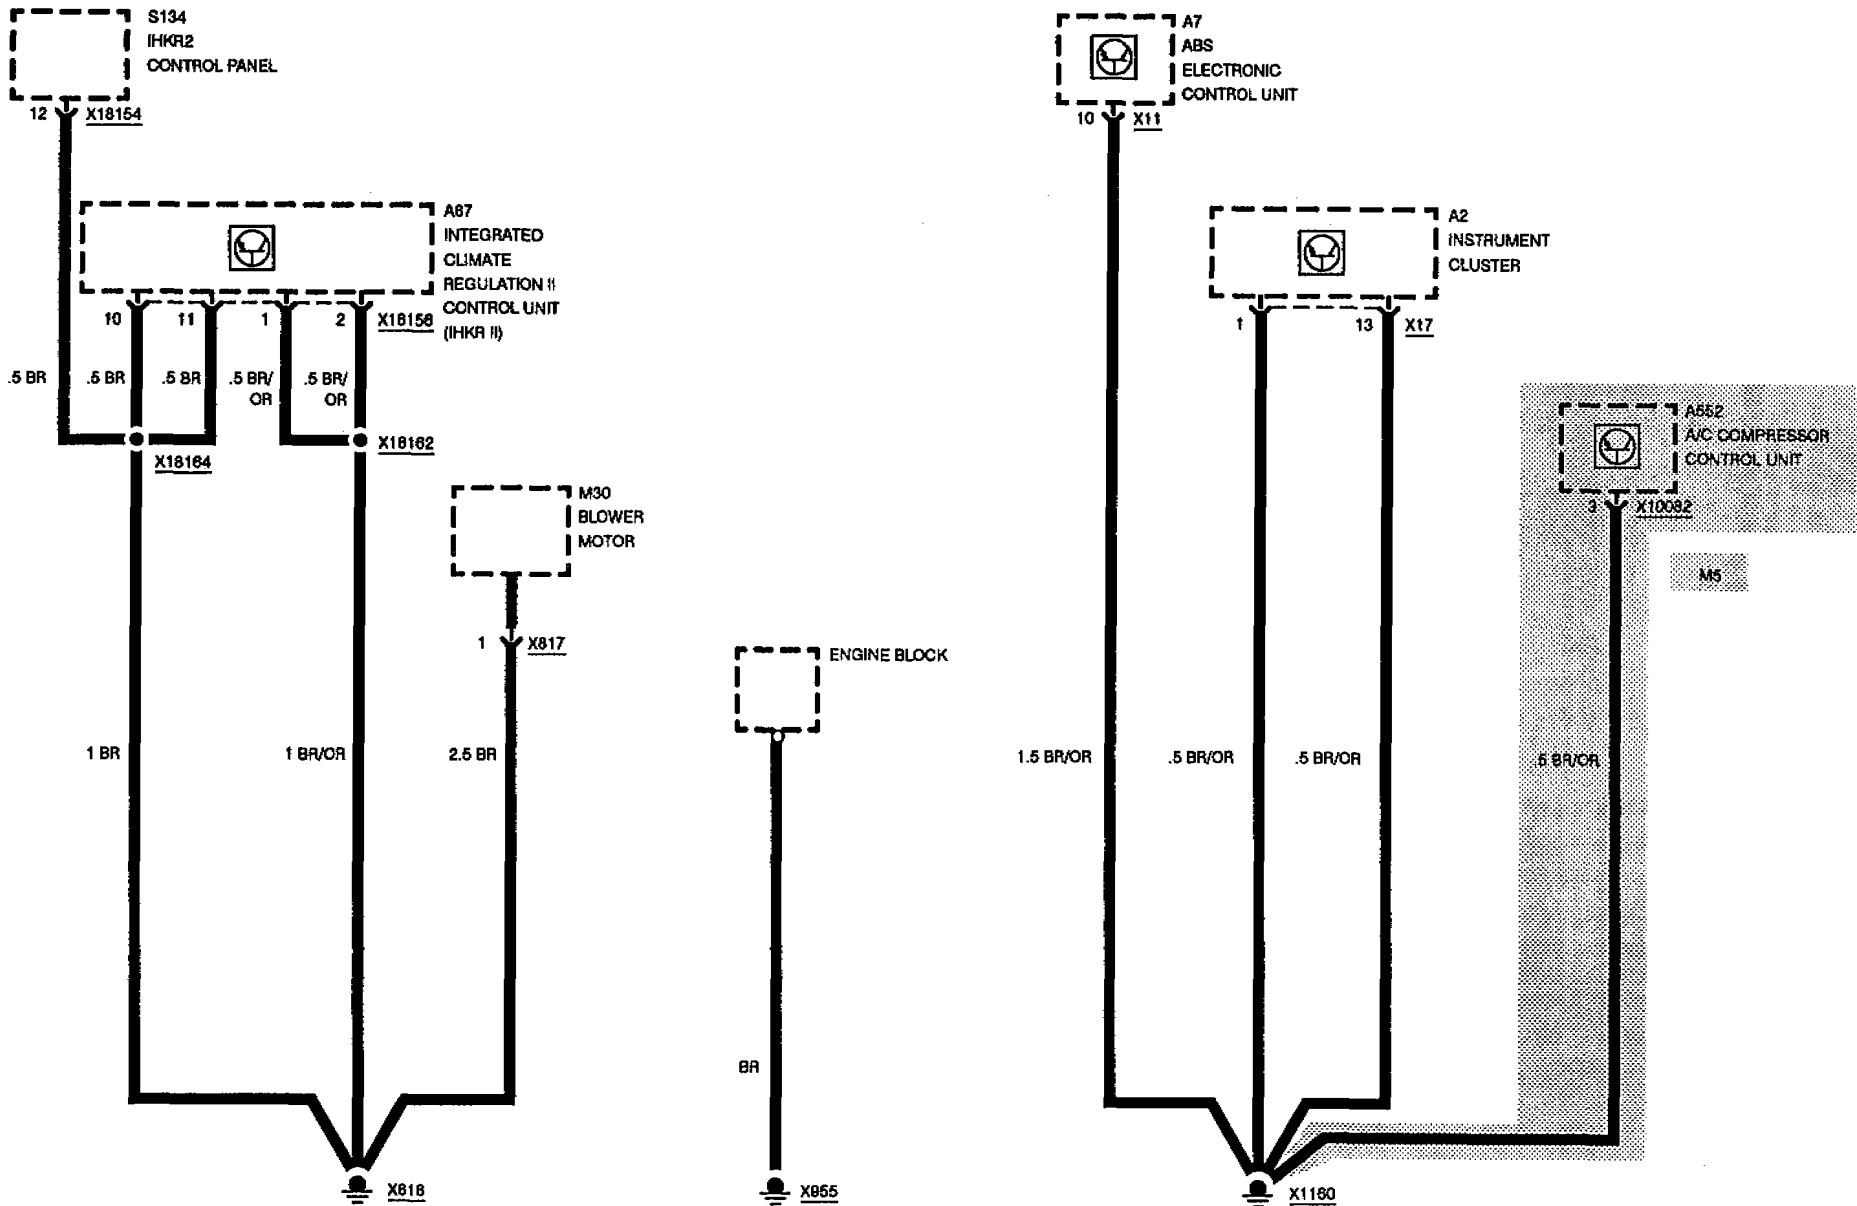 S134
IHKR2
CONTROL PANEL
12
X18154
A67
INTEGRATED
CLIMATE
REGULATION II
CONTROL UNIT
(IHKR II)
10
11
1
2
X18156
.5 BR
.5 BR
.5 BR
.5 BR/
OR
.5 BR/
OR
X18164
X18162
M30
BLOWER
MOTOR
1
X617
1 BR
1 BR/OR
2.5 BR
X616
ENGINE BLOCK
BR
X955
A7
ABS
ELECTRONIC
CONTROL UNIT
10
X11
A2
INSTRUMENT
CLUSTER
1
13
X17
A552
A/C COMPRESSOR
CONTROL UNIT
3
X10082
M5
1.5 BR/OR
.5 BR/OR
.5 BR/OR
.5 BR/OR
X1160